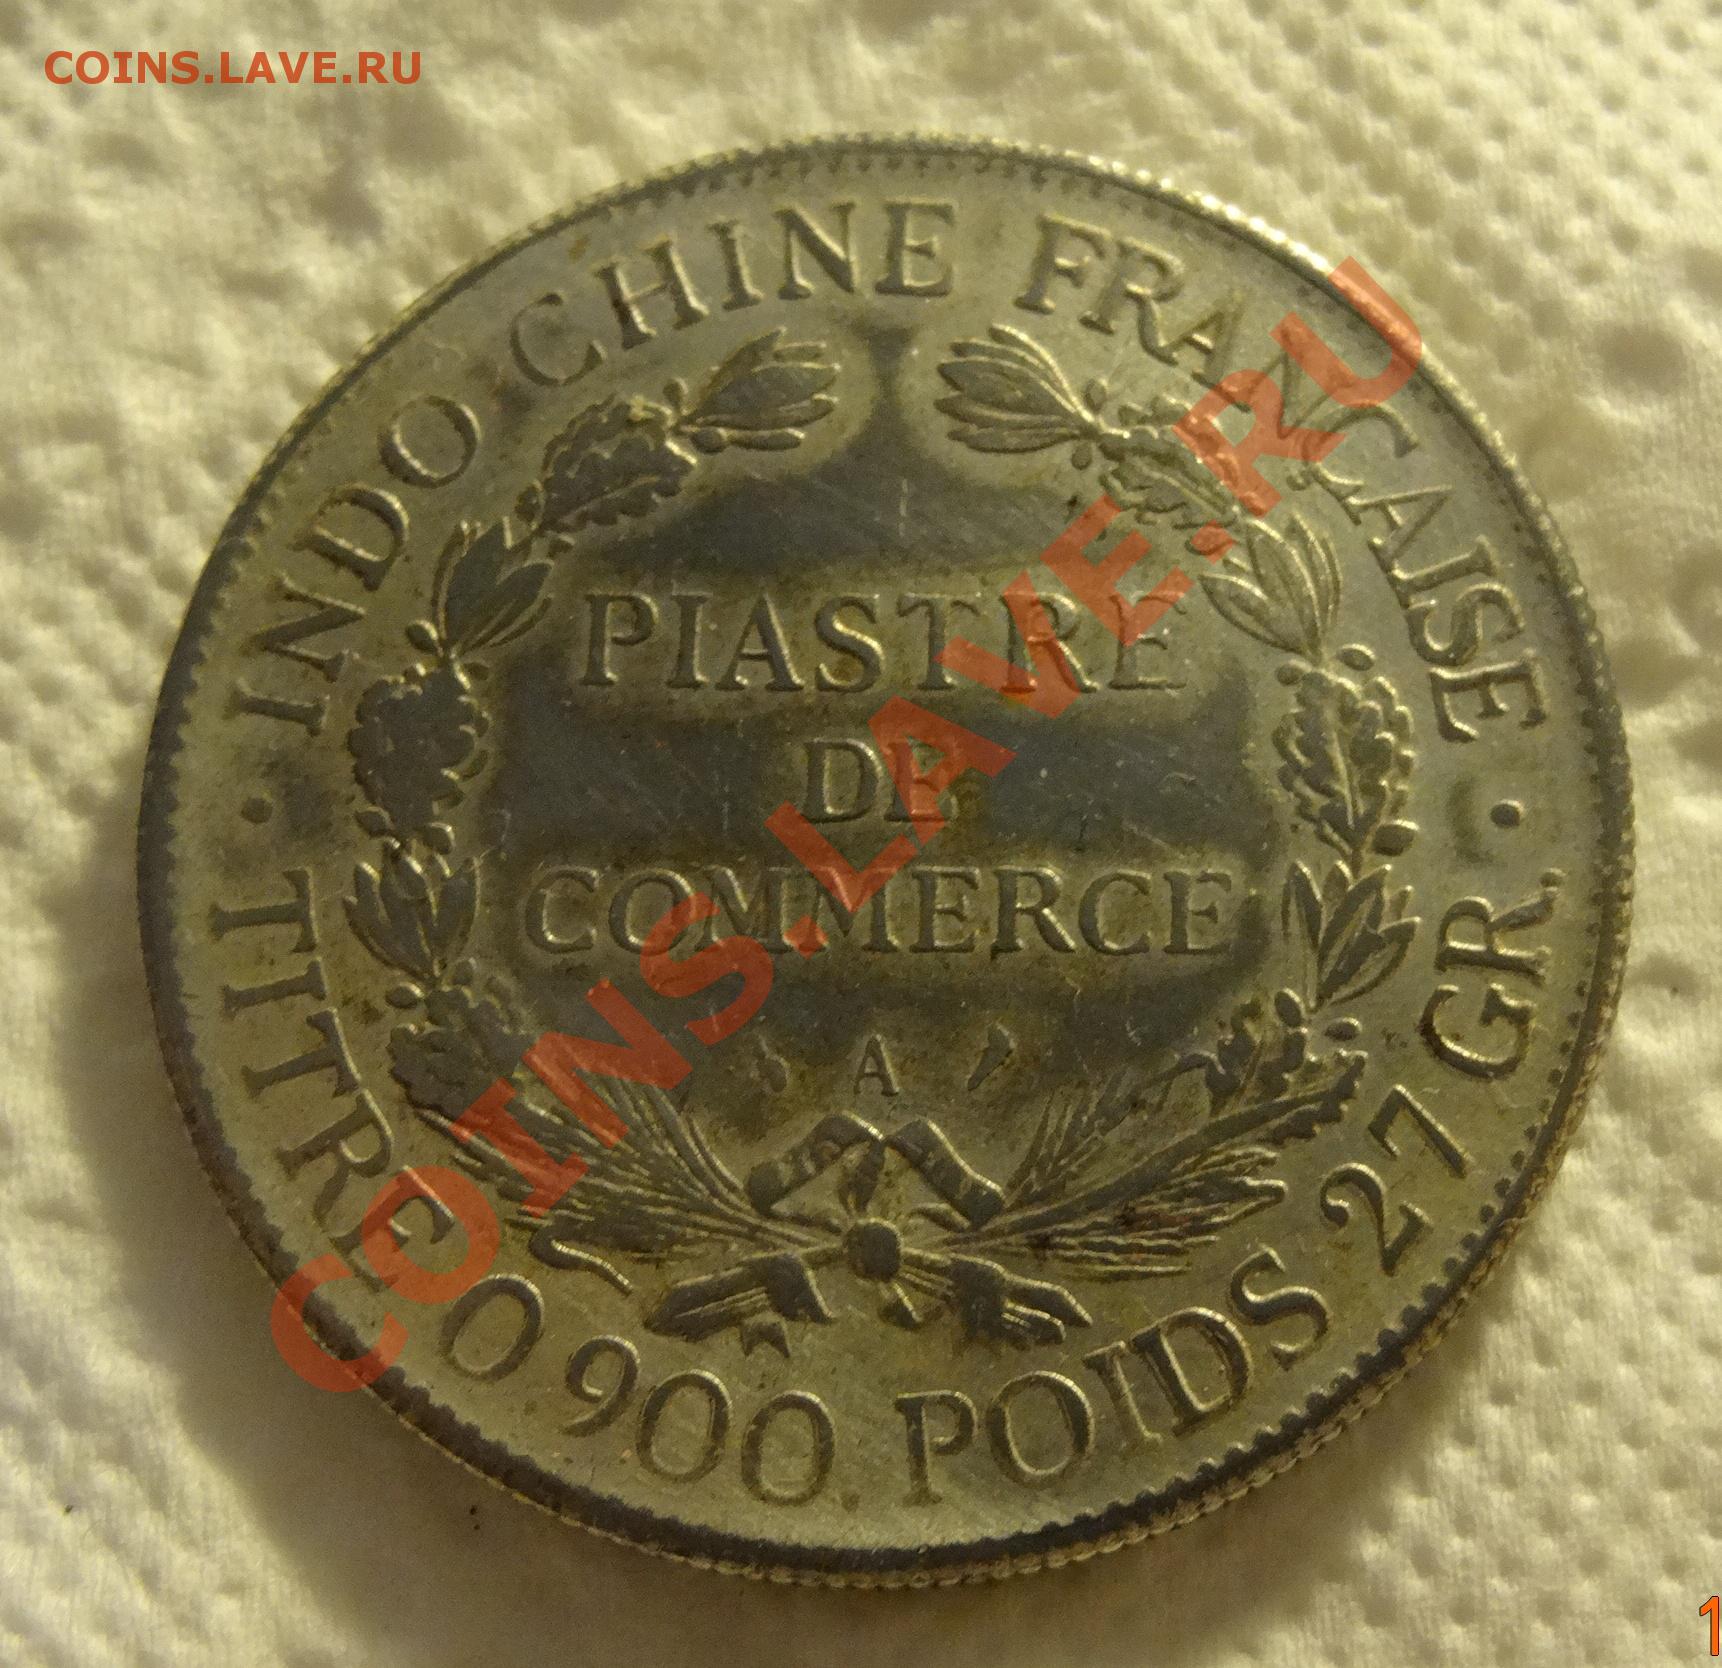 COINS.LAVE.RU
· INDO-CHINE FRANÇAISE ·
PIASTRE
DE
COMMERCE
A
TITRE 0.900. POIDS 27 GR.
COINS.LAVE.RU
1